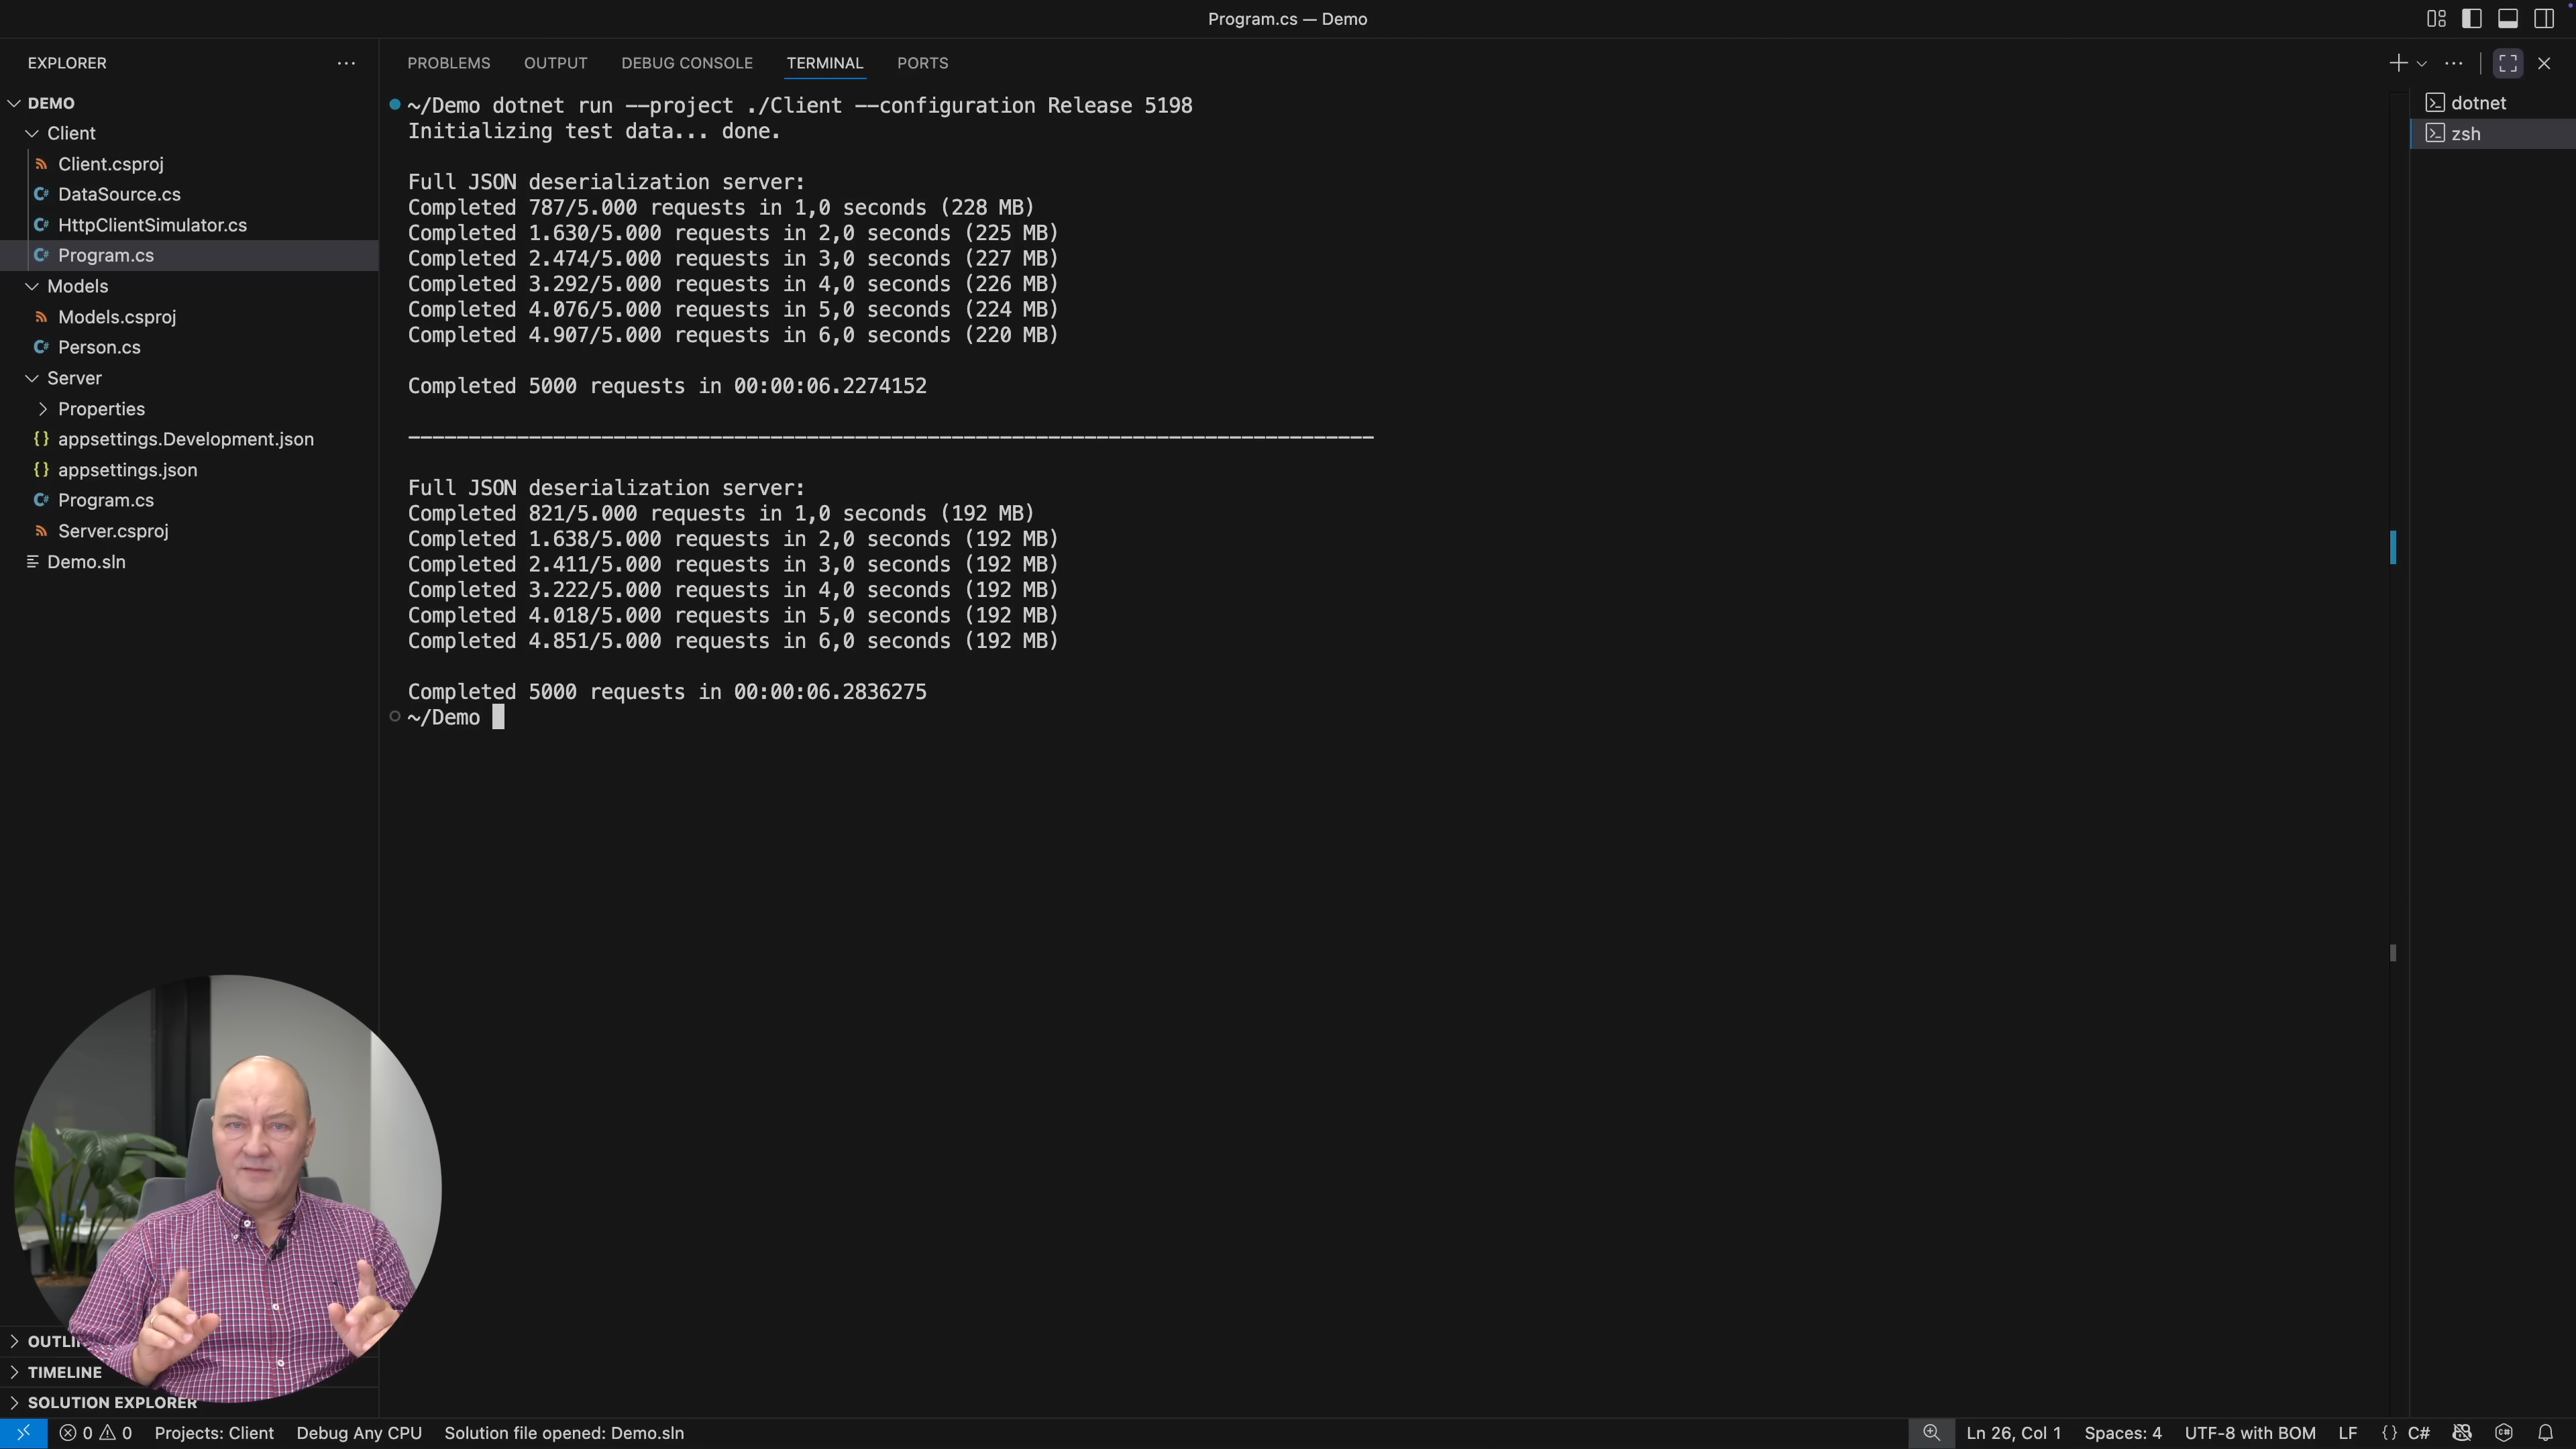 Program.cs — Demo
EXPLORER
DEMO
Client
Client.csproj
DataSource.cs
HttpClientSimulator.cs
Program.cs
Models
Models.csproj
Person.cs
Server
Properties
appsettings.Development.json
appsettings.json
Program.cs
Server.csproj
Demo.sln
PROBLEMS OUTPUT DEBUG CONSOLE TERMINAL PORTS
~/Demo dotnet run --project ./Client --configuration Release 5198
Initializing test data... done.
Full JSON deserialization server:
Completed 787/5.000 requests in 1,0 seconds (228 MB)
Completed 1.630/5.000 requests in 2,0 seconds (225 MB)
Completed 2.474/5.000 requests in 3,0 seconds (227 MB)
Completed 3.292/5.000 requests in 4,0 seconds (226 MB)
Completed 4.076/5.000 requests in 5,0 seconds (224 MB)
Completed 4.907/5.000 requests in 6,0 seconds (220 MB)
Completed 5000 requests in 00:00:06.2274152
--------------------------------------------------------------------------------
Full JSON deserialization server:
Completed 821/5.000 requests in 1,0 seconds (192 MB)
Completed 1.638/5.000 requests in 2,0 seconds (192 MB)
Completed 2.411/5.000 requests in 3,0 seconds (192 MB)
Completed 3.222/5.000 requests in 4,0 seconds (192 MB)
Completed 4.018/5.000 requests in 5,0 seconds (192 MB)
Completed 4.851/5.000 requests in 6,0 seconds (192 MB)
Completed 5000 requests in 00:00:06.2836275
~/Demo
dotnet
zsh
OUTLI
TIMELINE
SOLUTION EXPLORER
0 0 Projects: Client Debug Any CPU Solution file opened: Demo.sln Ln 26, Col 1 Spaces: 4 UTF-8 with BOM LF {} C#